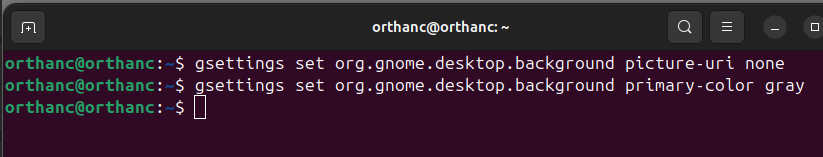 orthanc@orthanc: ~
orthanc@orthanc:~$ gsettings set org.gnome.desktop.background picture-uri none
orthanc@orthanc:~$ gsettings set org.gnome.desktop.background primary-color gray
orthanc@orthanc:~$